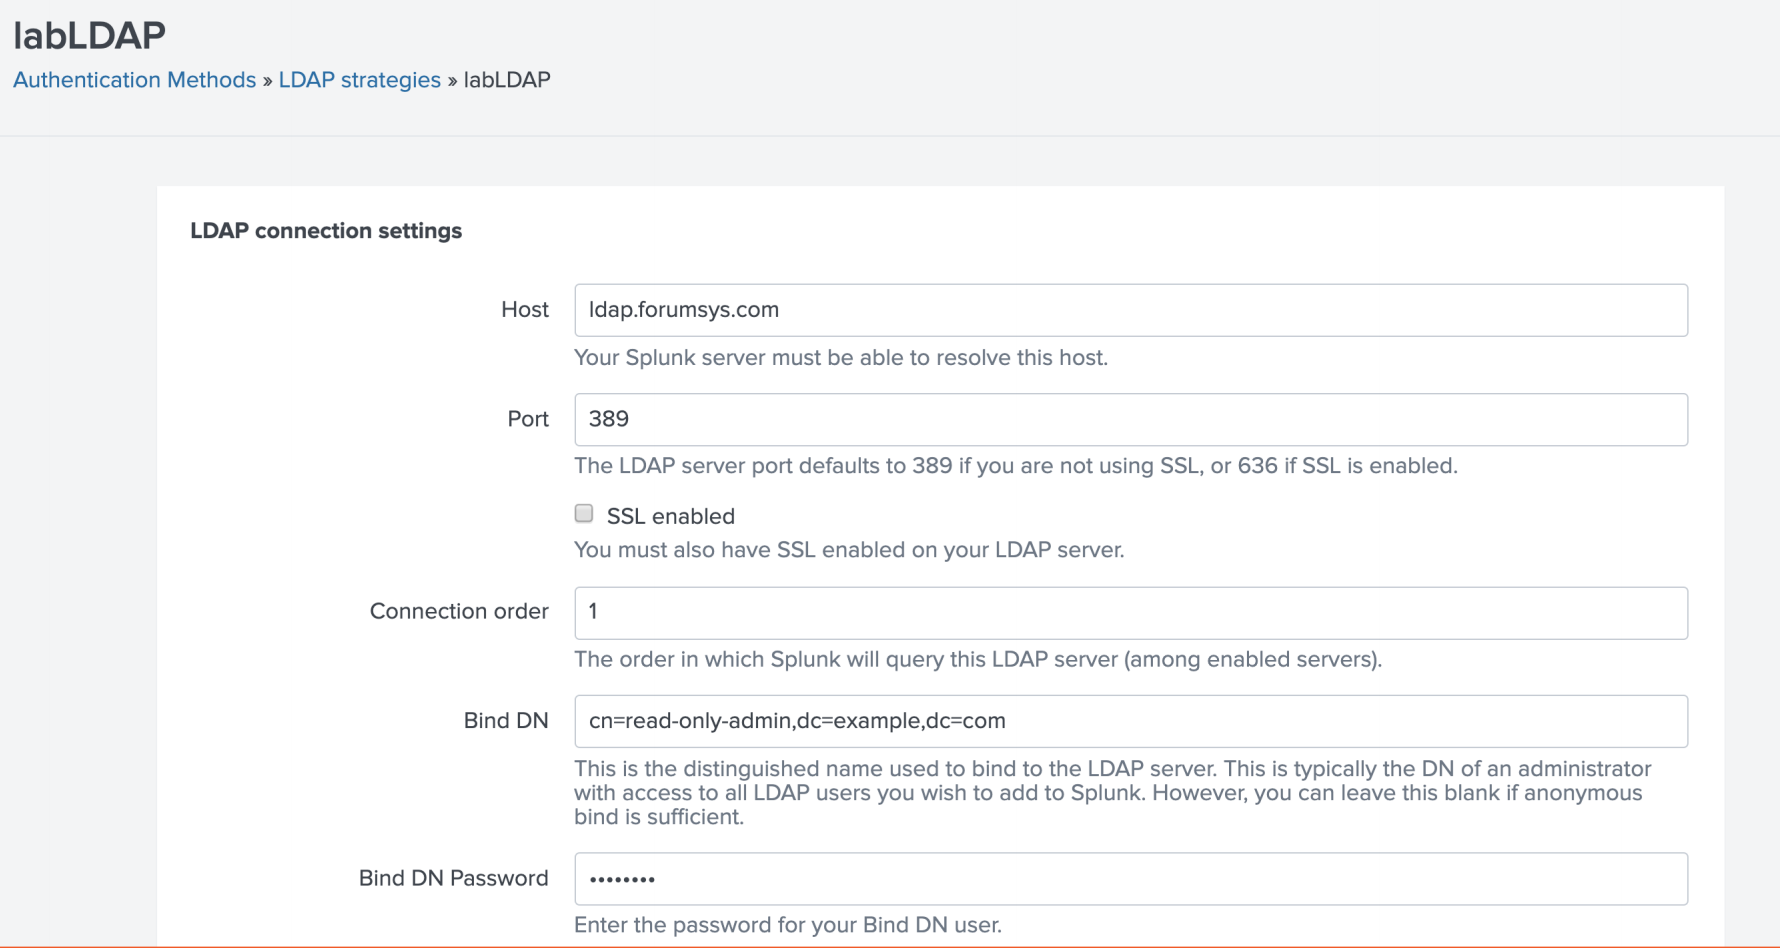 labLDAP
Authentication Methods » LDAP strategies » labLDAP
LDAP connection settings
Host
ldap.forumsys.com
Your Splunk server must be able to resolve this host.
Port
389
The LDAP server port defaults to 389 if you are not using SSL, or 636 if SSL is enabled.
SSL enabled
You must also have SSL enabled on your LDAP server.
Connection order
1
The order in which Splunk will query this LDAP server (among enabled servers).
Bind DN
cn=read-only-admin,dc=example,dc=com
This is the distinguished name used to bind to the LDAP server. This is typically the DN of an administrator
with access to all LDAP users you wish to add to Splunk. However, you can leave this blank if anonymous
bind is sufficient.
Bind DN Password
••••••••
Enter the password for your Bind DN user.